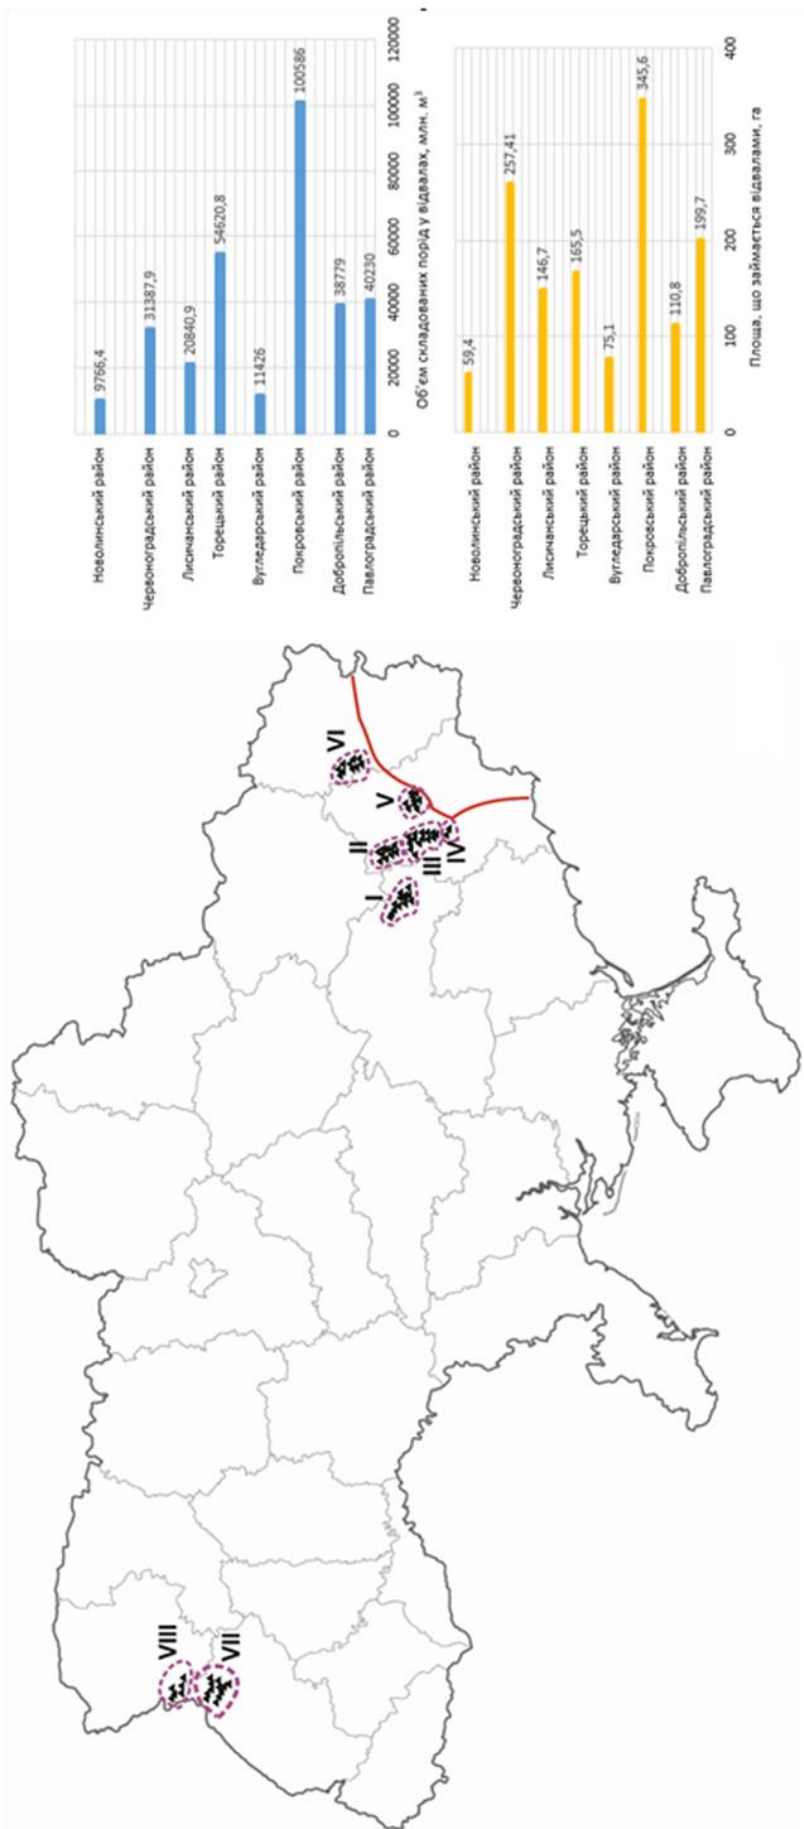 Новолинський район
9766,4
Червоноградський район
31387,9
Лисичанський район
20840,9
Торецький район
54620,8
Вугледарський район
11426
Покровський район
100586
Добропільський район
38779
Павлоградський район
40230
0 20000 40000 60000 80000 100000 120000
Об'єм складованих порід у відвалах, млн. м³
Новолинський район
59,4
Червоноградський район
257,41
Лисичанський район
146,7
Торецький район
165,5
Вугледарський район
75,1
Покровський район
345,6
Добропільський район
110,8
Павлоградський район
199,7
0 100 200 300 400
Площа, що займається відвалами, га
VIII
VII
I
II
III
IV
V
VI